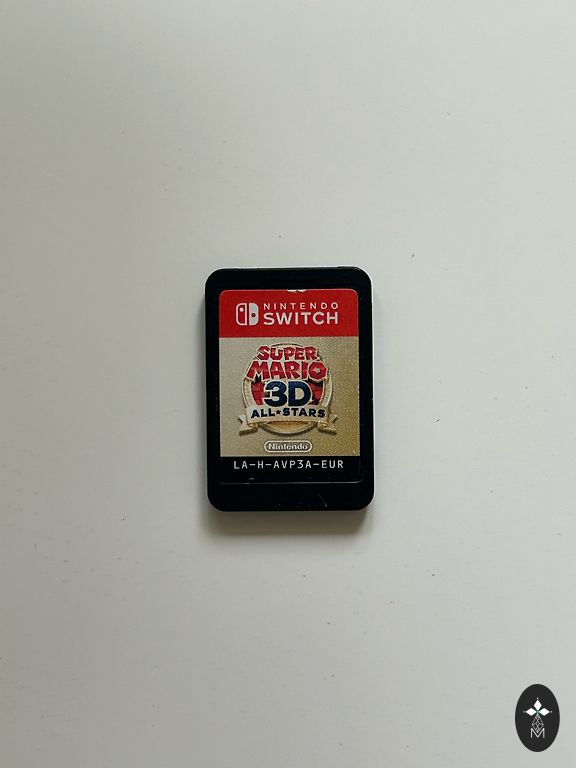 NINTENDO
SWITCH
SUPER
MARIO
3D
ALL★STARS
Nintendo
LA-H-AVP3A-EUR
M